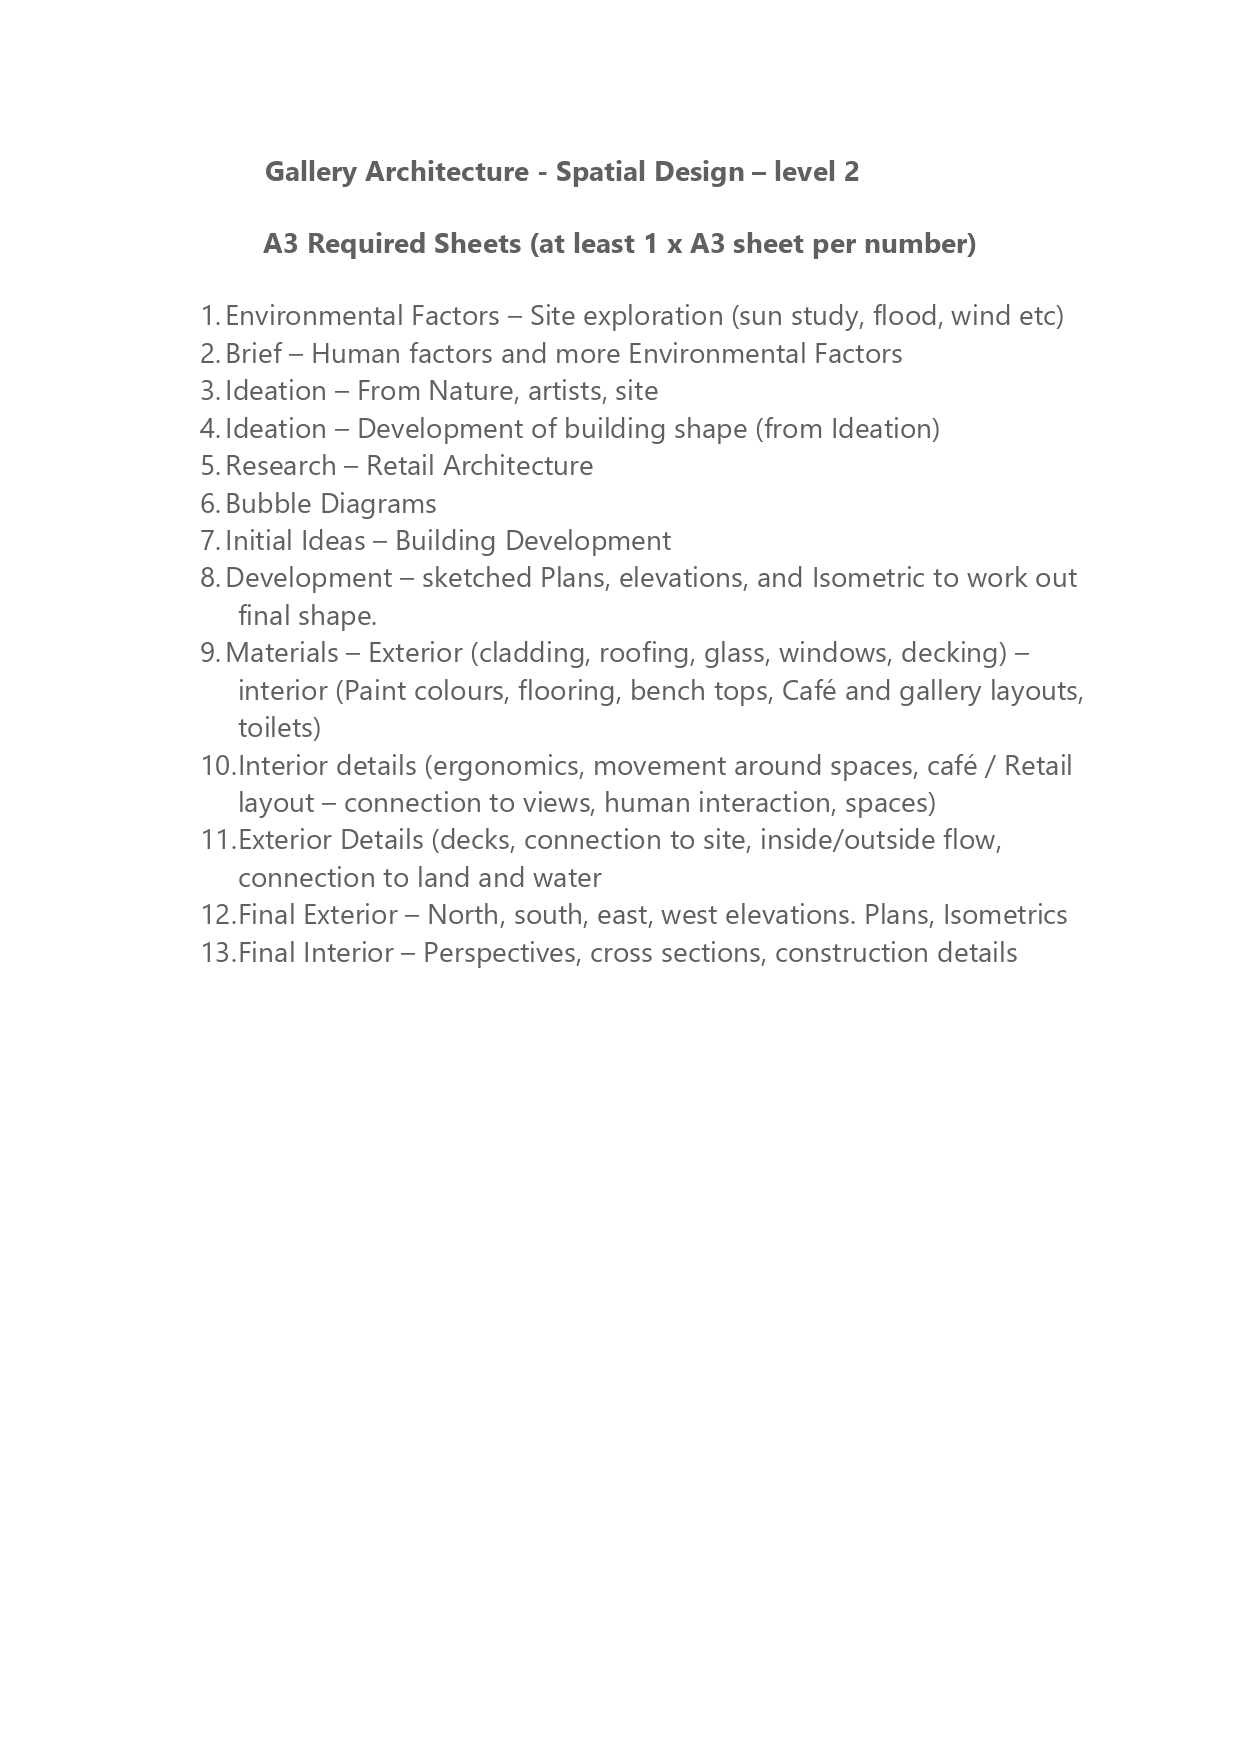 Gallery Architecture - Spatial Design – level 2
A3 Required Sheets (at least 1 x A3 sheet per number)
1. Environmental Factors – Site exploration (sun study, flood, wind etc)
2. Brief – Human factors and more Environmental Factors
3. Ideation – From Nature, artists, site
4. Ideation – Development of building shape (from Ideation)
5. Research – Retail Architecture
6. Bubble Diagrams
7. Initial Ideas – Building Development
8. Development – sketched Plans, elevations, and Isometric to work out
final shape.
9. Materials – Exterior (cladding, roofing, glass, windows, decking) –
interior (Paint colours, flooring, bench tops, Café and gallery layouts,
toilets)
10.Interior details (ergonomics, movement around spaces, café / Retail
layout – connection to views, human interaction, spaces)
11.Exterior Details (decks, connection to site, inside/outside flow,
connection to land and water
12.Final Exterior – North, south, east, west elevations. Plans, Isometrics
13.Final Interior – Perspectives, cross sections, construction details